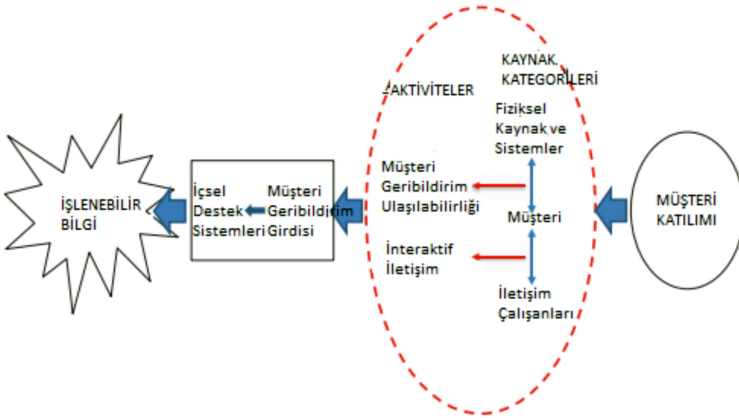 KAYNAK
KATEGORİLERİ
AKTİVİTELER
Fiziksel
Kaynak ve
Sistemler
Müşteri
Geribildirim
Ulaşılabilirliği
Müşteri
İnteraktif
İletişim
İletişim
Çalışanları
İŞLENEBİLİR
BİLGİ
İçsel
Destek
Sistemleri
Müşteri
Geribildirim
Girdisi
MÜŞTERİ
KATILIMI